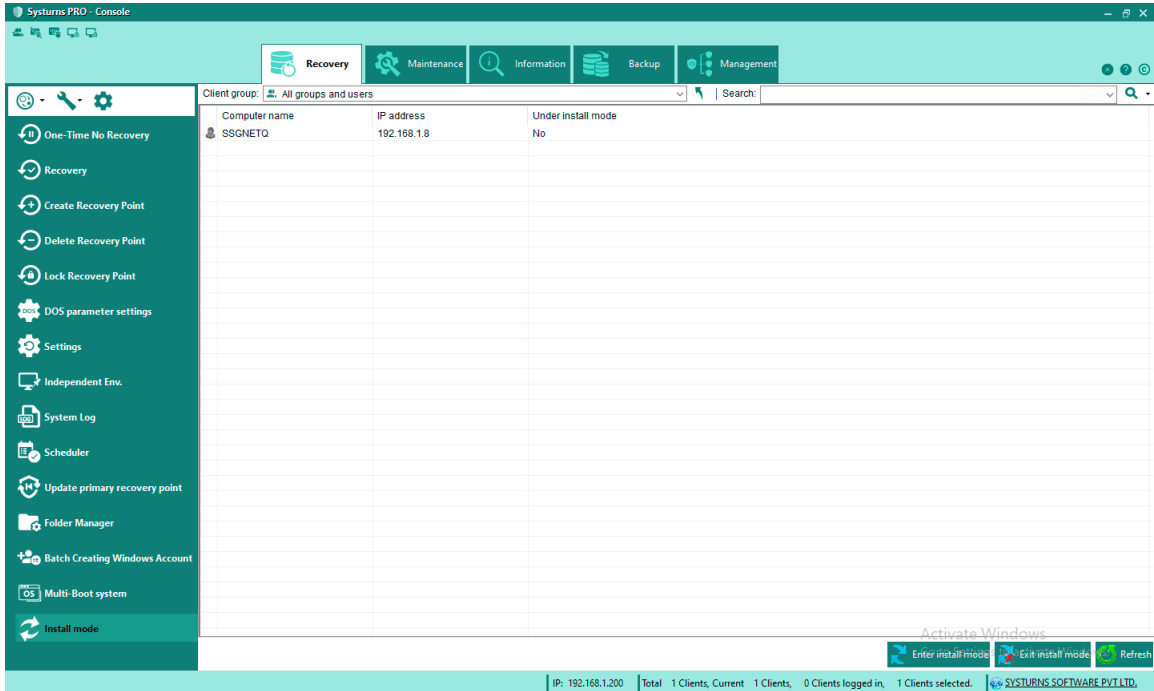 Systurns PRO - Console
Recovery
Maintenance
Information
Backup
Management
Client group: All groups and users
Search:
Computer name IP address Under install mode
SSGNETQ 192.168.1.8 No
One-Time No Recovery
Recovery
Create Recovery Point
Delete Recovery Point
Lock Recovery Point
DOS DOS parameter settings
Settings
Independent Env.
LOG System Log
Scheduler
Update primary recovery point
Folder Manager
Batch Creating Windows Account
OS Multi-Boot system
Install mode
Activate Windows
Enter install mode
Exit install mode
Refresh
IP: 192.168.1.200 Total 1 Clients, Current 1 Clients, 0 Clients logged in, 1 Clients selected. SYSTURNS SOFTWARE PVT LTD.